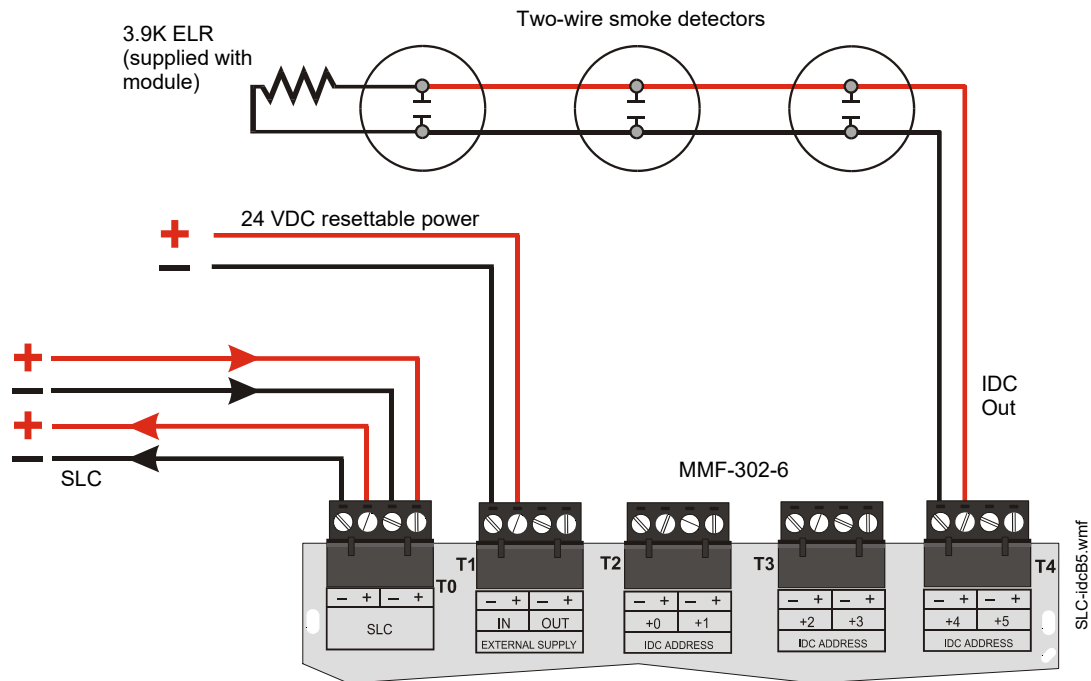 Two-wire smoke detectors
3.9K ELR
(supplied with
module)
24 VDC resettable power
+
−
+
−
+
−
SLC
IDC
Out
MMF-302-6
T0
T1
T2
T3
T4
− + − +
SLC
− + − +
IN OUT
EXTERNAL SUPPLY
− + − +
+0 +1
IDC ADDRESS
− + − +
+2 +3
IDC ADDRESS
− + − +
+4 +5
IDC ADDRESS
SLC-idcB5.wmf